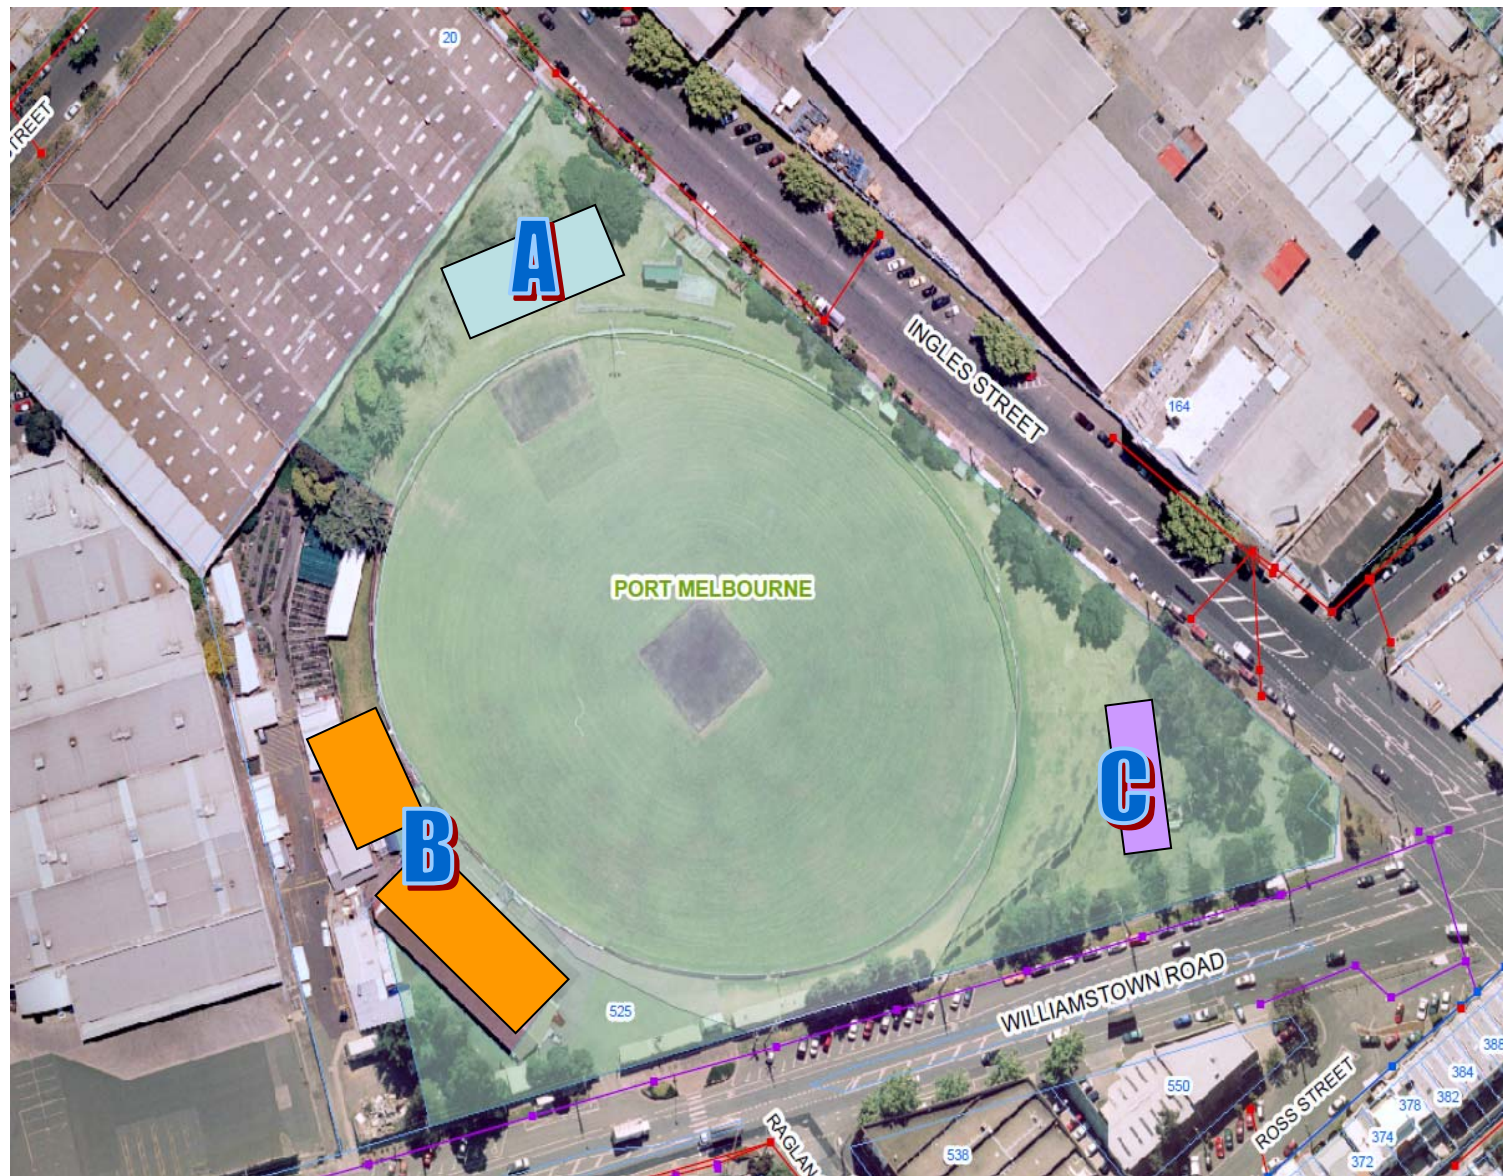 20
STREET
A
INGLES STREET
164
PORT MELBOURNE
B
C
525
WILLIAMSTOWN ROAD
388
384
382
378
374
372
550
ROSS STREET
RAGLAN
538